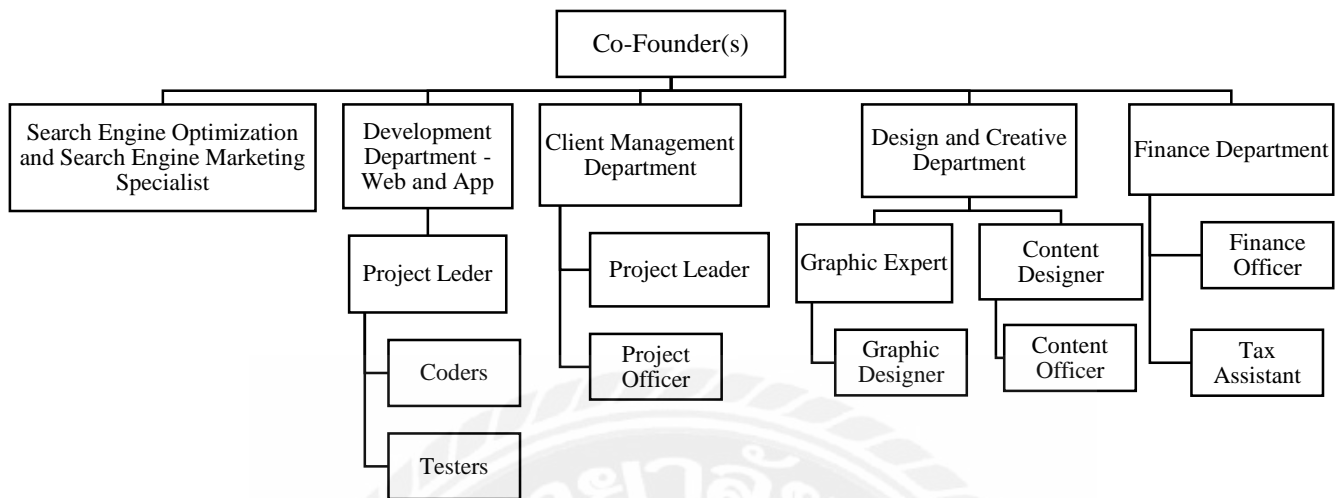 Co-Founder(s)
Search Engine Optimization
and Search Engine Marketing
Specialist
Development
Department -
Web and App
Client Management
Department
Design and Creative
Department
Finance Department
Project Leder
Coders
Testers
Project Leader
Project
Officer
Graphic Expert
Graphic
Designer
Content
Designer
Content
Officer
Finance
Officer
Tax
Assistant